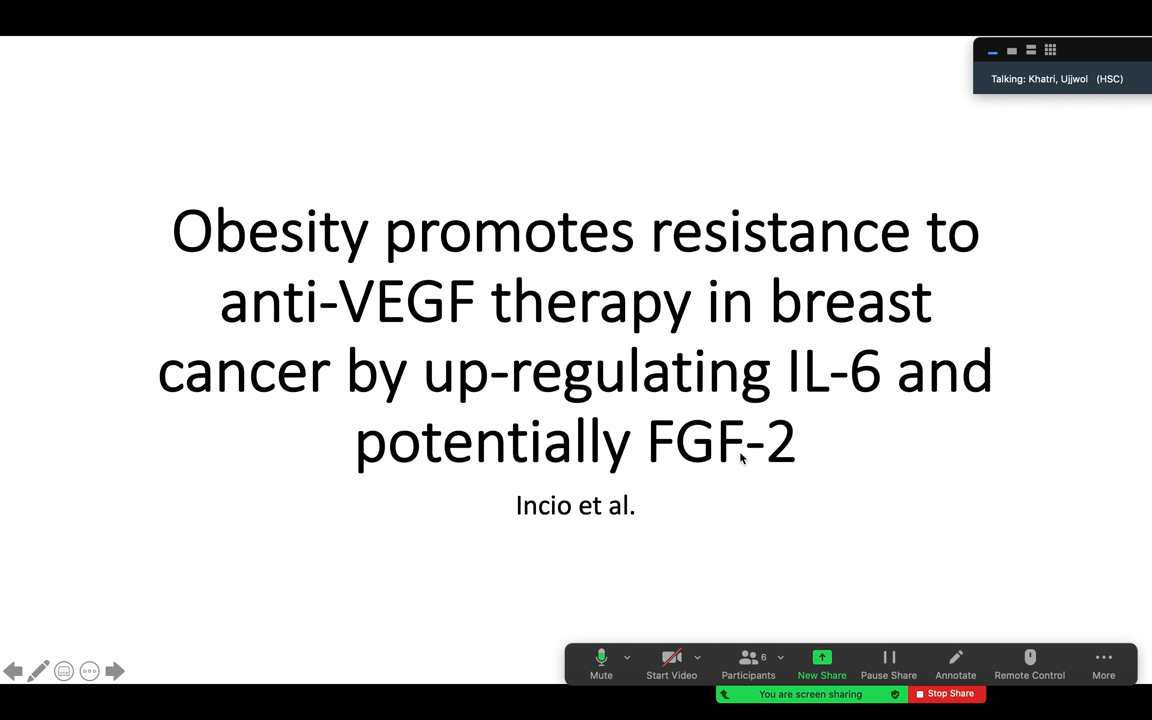 Talking: Khatri, Ujjwol (HSC)
Obesity promotes resistance to
anti-VEGF therapy in breast
cancer by up-regulating IL-6 and
potentially FGF-2
Incio et al.
6
Mute
Start Video
Participants
New Share
Pause Share
Annotate
Remote Control
More
You are screen sharing
Stop Share